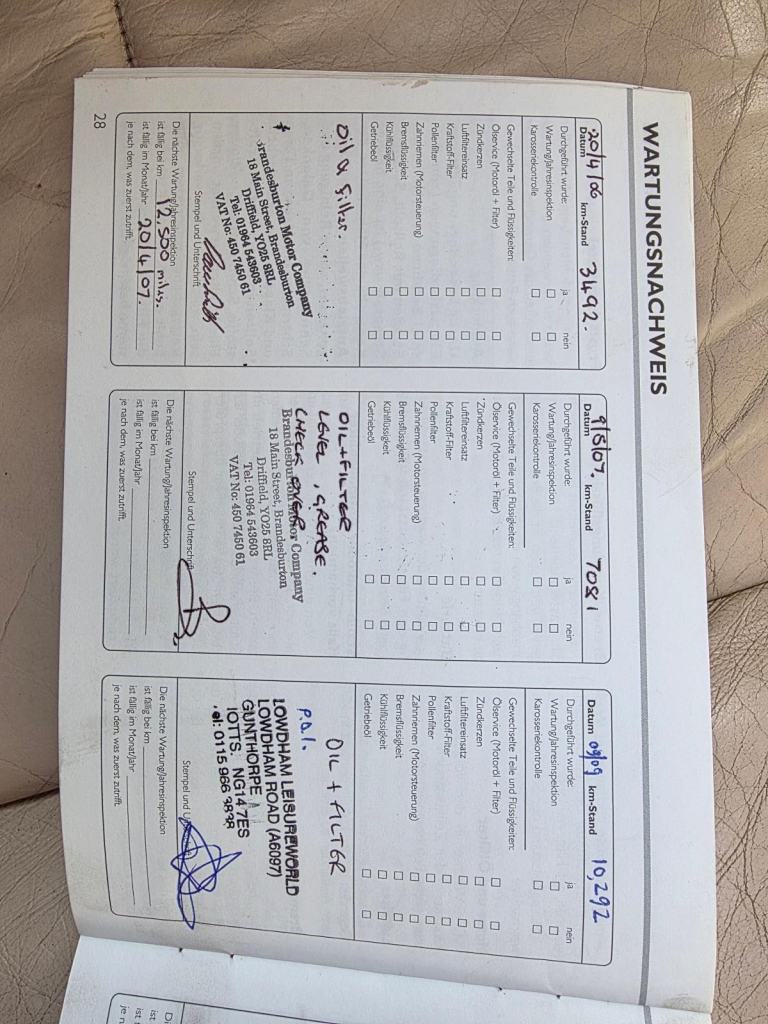 WARTUNGSNACHWEIS
20/4/06 3492.
Datum km-Stand
Durchgeführt wurde: ja nein
Wartung/Jahresinspektion
Karosseriekontrolle
Gewechselte Teile und Flüssigkeiten:
Ölservice (Motoröl + Filter)
Zündkerzen
Luftfiltereinsatz
Kraftstoff-Filter
Pollenfilter
Zahnriemen (Motorsteuerung)
Bremsflüssigkeit
Kühlflüssigkeit
Getriebeöl
oil & filter.
Brandesburton Motor Company
18 Main Street, Brandesburton
Driffield, YO25 8RL
Tel: 01964 543603
VAT No: 450 7450 61
Stempel und Unterschrift
Die nächste Wartung/Jahresinspektion
ist fällig bei km 12,500 miles.
ist fällig im Monat/Jahr 20/4/07.
je nach dem, was zuerst zutrifft.
9/5/07. 7081
Datum km-Stand
Durchgeführt wurde: ja nein
Wartung/Jahresinspektion
Karosseriekontrolle
Gewechselte Teile und Flüssigkeiten:
Ölservice (Motoröl + Filter)
Zündkerzen
Luftfiltereinsatz
Kraftstoff-Filter
Pollenfilter
Zahnriemen (Motorsteuerung)
Bremsflüssigkeit
Kühlflüssigkeit
Getriebeöl
OIL + FILTER
LEVEL, GREASE.
CHECK OVER
Brandesburton Motor Company
18 Main Street, Brandesburton
Driffield, YO25 8RL
Tel: 01964 543603
VAT No: 450 7450 61
Stempel und Unterschrift
Die nächste Wartung/Jahresinspektion
ist fällig bei km
ist fällig im Monat/Jahr
je nach dem, was zuerst zutrifft.
Datum 09/09 km-Stand 10,292
Durchgeführt wurde: ja nein
Wartung/Jahresinspektion
Karosseriekontrolle
Gewechselte Teile und Flüssigkeiten:
Ölservice (Motoröl + Filter)
Zündkerzen
Luftfiltereinsatz
Kraftstoff-Filter
Pollenfilter
Zahnriemen (Motorsteuerung)
Bremsflüssigkeit
Kühlflüssigkeit
Getriebeöl
OIL + FILTER
P.D.I.
LOWDHAM LEISUREWORLD
LOWDHAM ROAD (A6097)
GUNTHORPE
NG14 7ES
0115 966 3838
Stempel und
Die nächste Wartung/Jahresinspektion
ist fällig bei km
ist fällig im Monat/Jahr
je nach dem, was zuerst zutrifft.
28